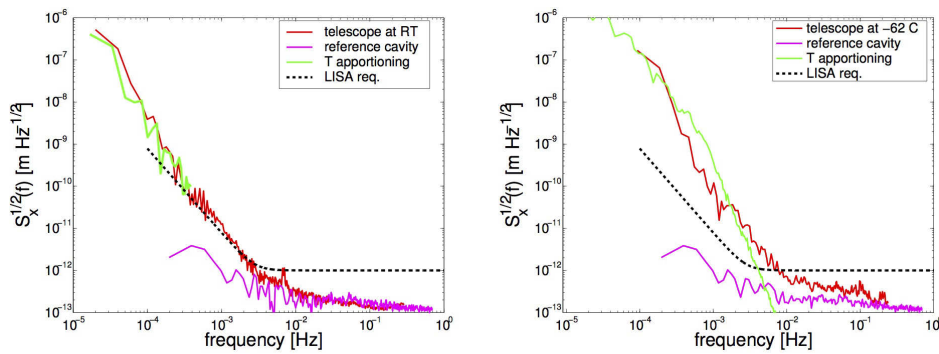 10⁻⁶
10⁻⁷
10⁻⁸
10⁻⁹
10⁻¹⁰
10⁻¹¹
10⁻¹²
10⁻¹³
S_x^{1/2}(f) [m Hz^{-1/2}]
telescope at RT
reference cavity
T apportioning
LISA req.
10⁻⁵ 10⁻⁴ 10⁻³ 10⁻² 10⁻¹ 10⁰
frequency [Hz]
10⁻⁶
10⁻⁷
10⁻⁸
10⁻⁹
10⁻¹⁰
10⁻¹¹
10⁻¹²
10⁻¹³
S_x^{1/2}(f) [m Hz^{-1/2}]
telescope at −62 C
reference cavity
T apportioning
LISA req.
10⁻⁵ 10⁻⁴ 10⁻³ 10⁻² 10⁻¹ 10⁰
frequency [Hz]